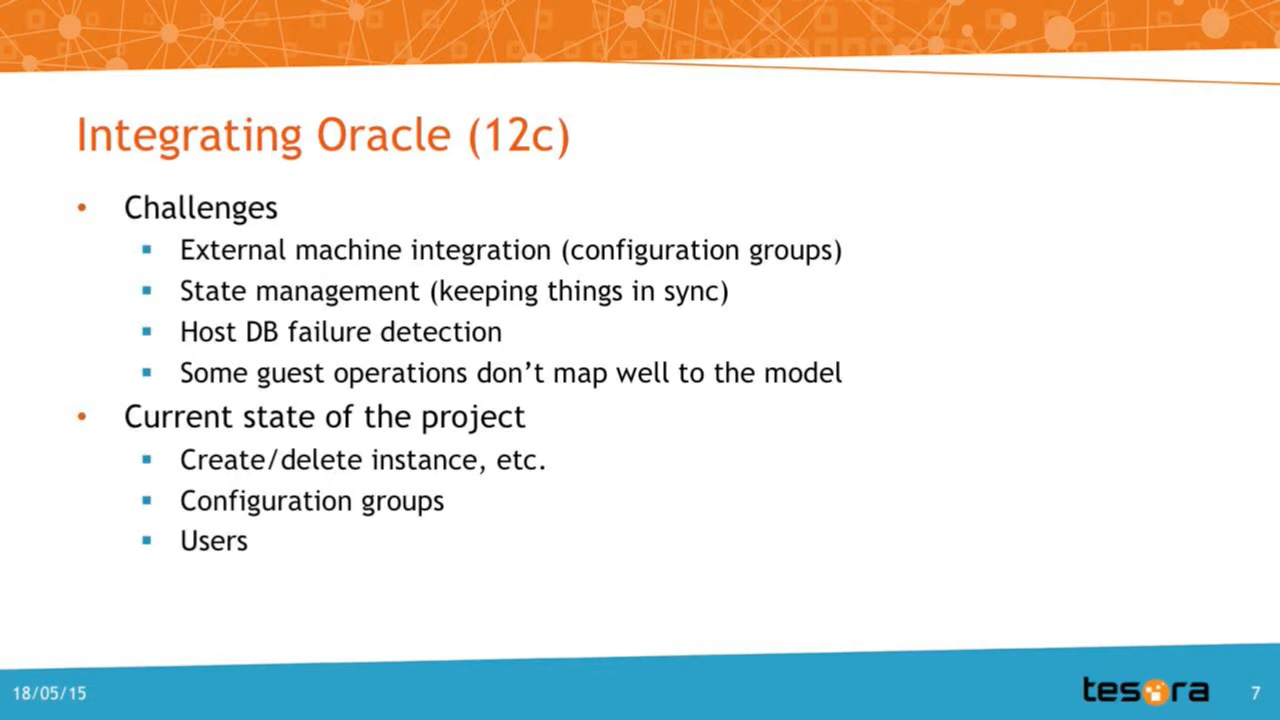 Integrating Oracle (12c)
• Challenges
▪ External machine integration (configuration groups)
▪ State management (keeping things in sync)
▪ Host DB failure detection
▪ Some guest operations don’t map well to the model
• Current state of the project
▪ Create/delete instance, etc.
▪ Configuration groups
▪ Users
18/05/15
tesora
7